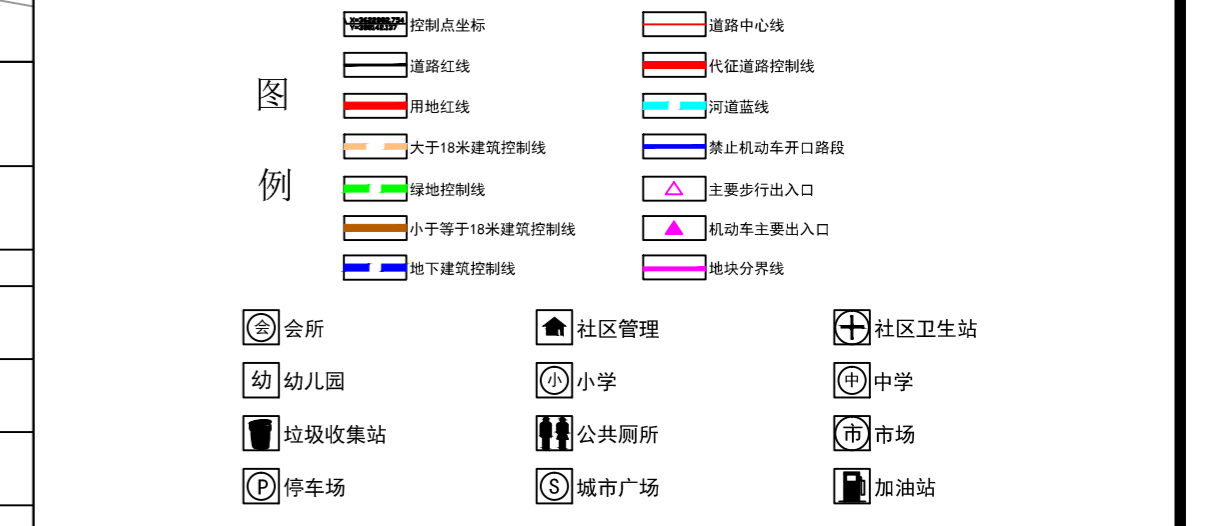 图例
控制点坐标 道路中心线
道路红线 代征道路控制线
用地红线 河道蓝线
大于18米建筑控制线 禁止机动车开口路段
绿地控制线 主要步行出入口
小于等于18米建筑控制线 机动车主要出入口
地下建筑控制线 地块分界线
会 会所 社区管理 社区卫生站
幼 幼儿园 小 小学 中 中学
垃圾收集站 公共厕所 市 市场
P 停车场 S 城市广场 加油站